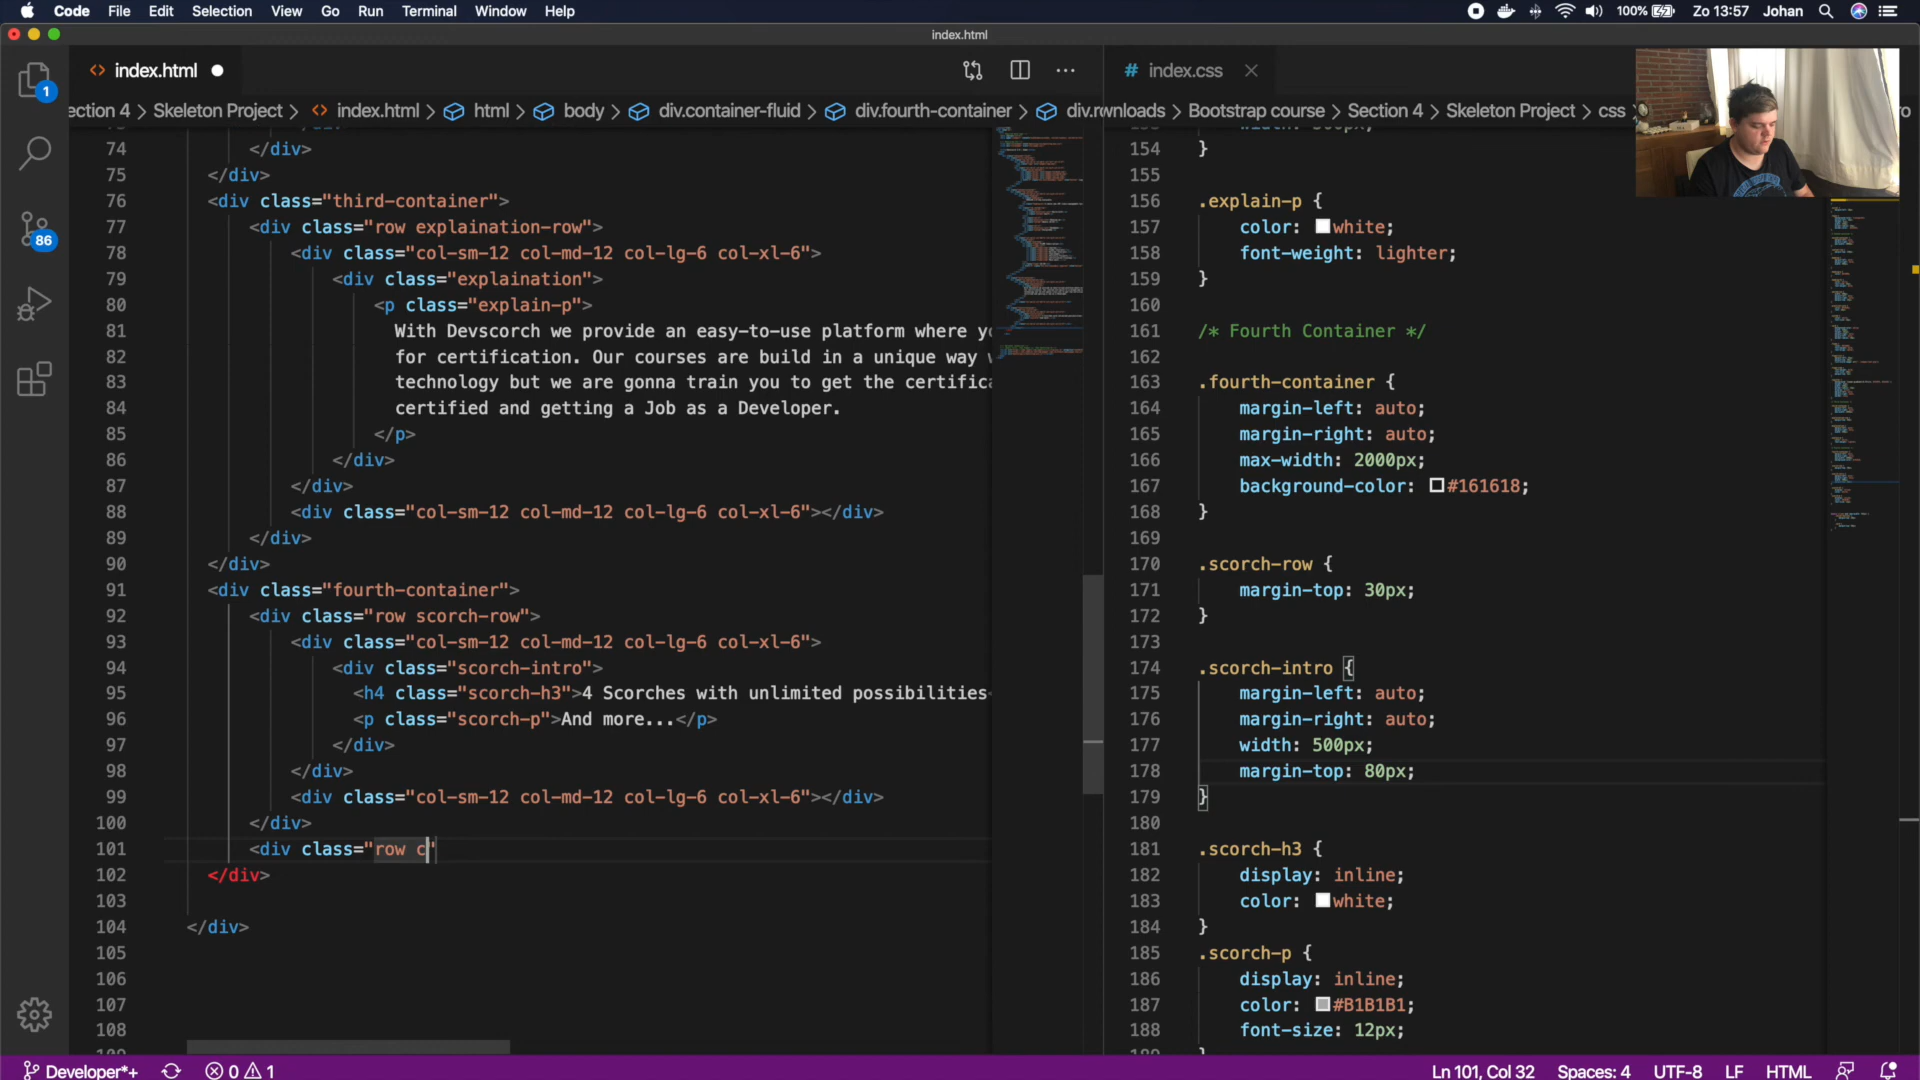 Code File Edit Selection View Go Run Terminal Window Help
100% Zo 13:57 Johan
index.html
index.html
index.css
1
86
ection 4 > Skeleton Project > index.html > html > body > div.container-fluid > div.fourth-container > div.rownloads > Bootstrap course > Section 4 > Skeleton Project > css >
74 </div>
75 </div>
76 <div class="third-container">
77 <div class="row explaination-row">
78 <div class="col-sm-12 col-md-12 col-lg-6 col-xl-6">
79 <div class="explaination">
80 <p class="explain-p">
81 With Devscorch we provide an easy-to-use platform where
82 for certification. Our courses are build in a unique way
83 technology but we are gonna train you to get the
84 certified and getting a Job as a Developer.
85 </p>
86 </div>
87 </div>
88 <div class="col-sm-12 col-md-12 col-lg-6 col-xl-6"></div>
89 </div>
90 </div>
91 <div class="fourth-container">
92 <div class="row scorch-row">
93 <div class="col-sm-12 col-md-12 col-lg-6 col-xl-6">
94 <div class="scorch-intro">
95 <h4 class="scorch-h3">4 Scorches with unlimited possibilities
96 <p class="scorch-p">And more...</p>
97 </div>
98 </div>
99 <div class="col-sm-12 col-md-12 col-lg-6 col-xl-6"></div>
100 </div>
101 <div class="row c"
102 </div>
103
104 </div>
105
106
107
108
154 }
155
156 .explain-p {
157 color: white;
158 font-weight: lighter;
159 }
160
161 /* Fourth Container */
162
163 .fourth-container {
164 margin-left: auto;
165 margin-right: auto;
166 max-width: 2000px;
167 background-color: #161618;
168 }
169
170 .scorch-row {
171 margin-top: 30px;
172 }
173
174 .scorch-intro {
175 margin-left: auto;
176 margin-right: auto;
177 width: 500px;
178 margin-top: 80px;
179 }
180
181 .scorch-h3 {
182 display: inline;
183 color: white;
184 }
185 .scorch-p {
186 display: inline;
187 color: #B1B1B1;
188 font-size: 12px;
Developer*+ 0 1 Ln 101, Col 32 Spaces: 4 UTF-8 LF HTML